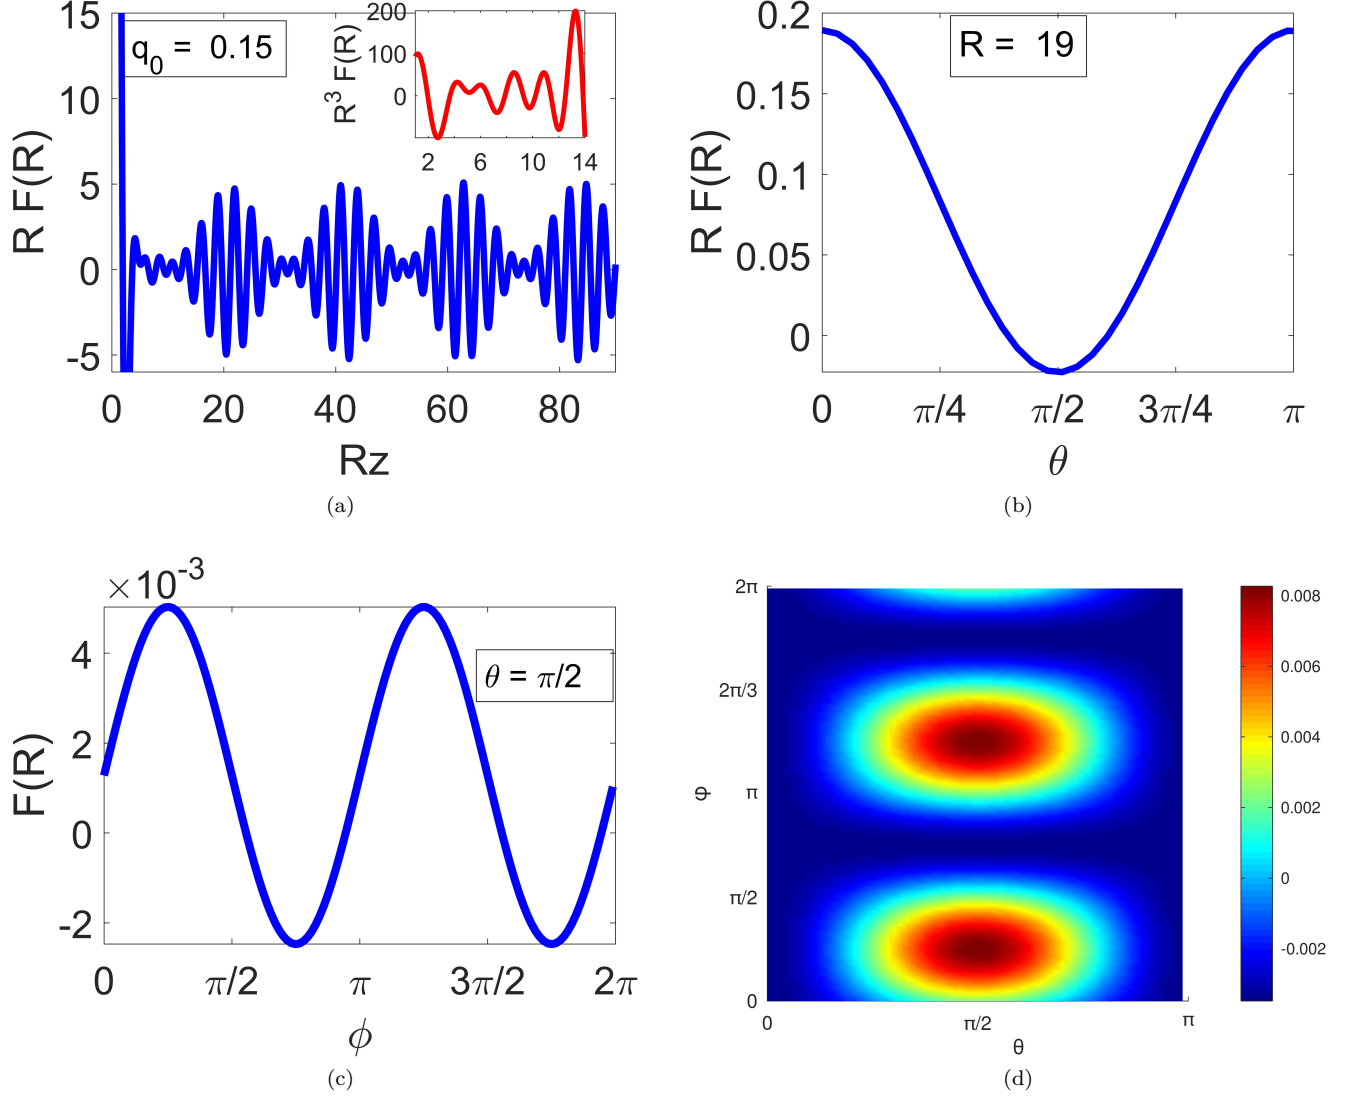 15
10
5
0
-5
R F(R)
q0 = 0.15
200
100
0
R3 F(R)
2 6 10 14
0 20 40 60 80
Rz
(a)
0.2
0.15
0.1
0.05
0
R F(R)
R = 19
0 π/4 π/2 3π/4 π
θ
(b)
×10-3
4
2
0
-2
F(R)
θ = π/2
0 π/2 π 3π/2 2π
ϕ
(c)
2π
2π/3
π
π/2
0
φ
0 π/2 π
θ
0.008
0.006
0.004
0.002
0
-0.002
(d)